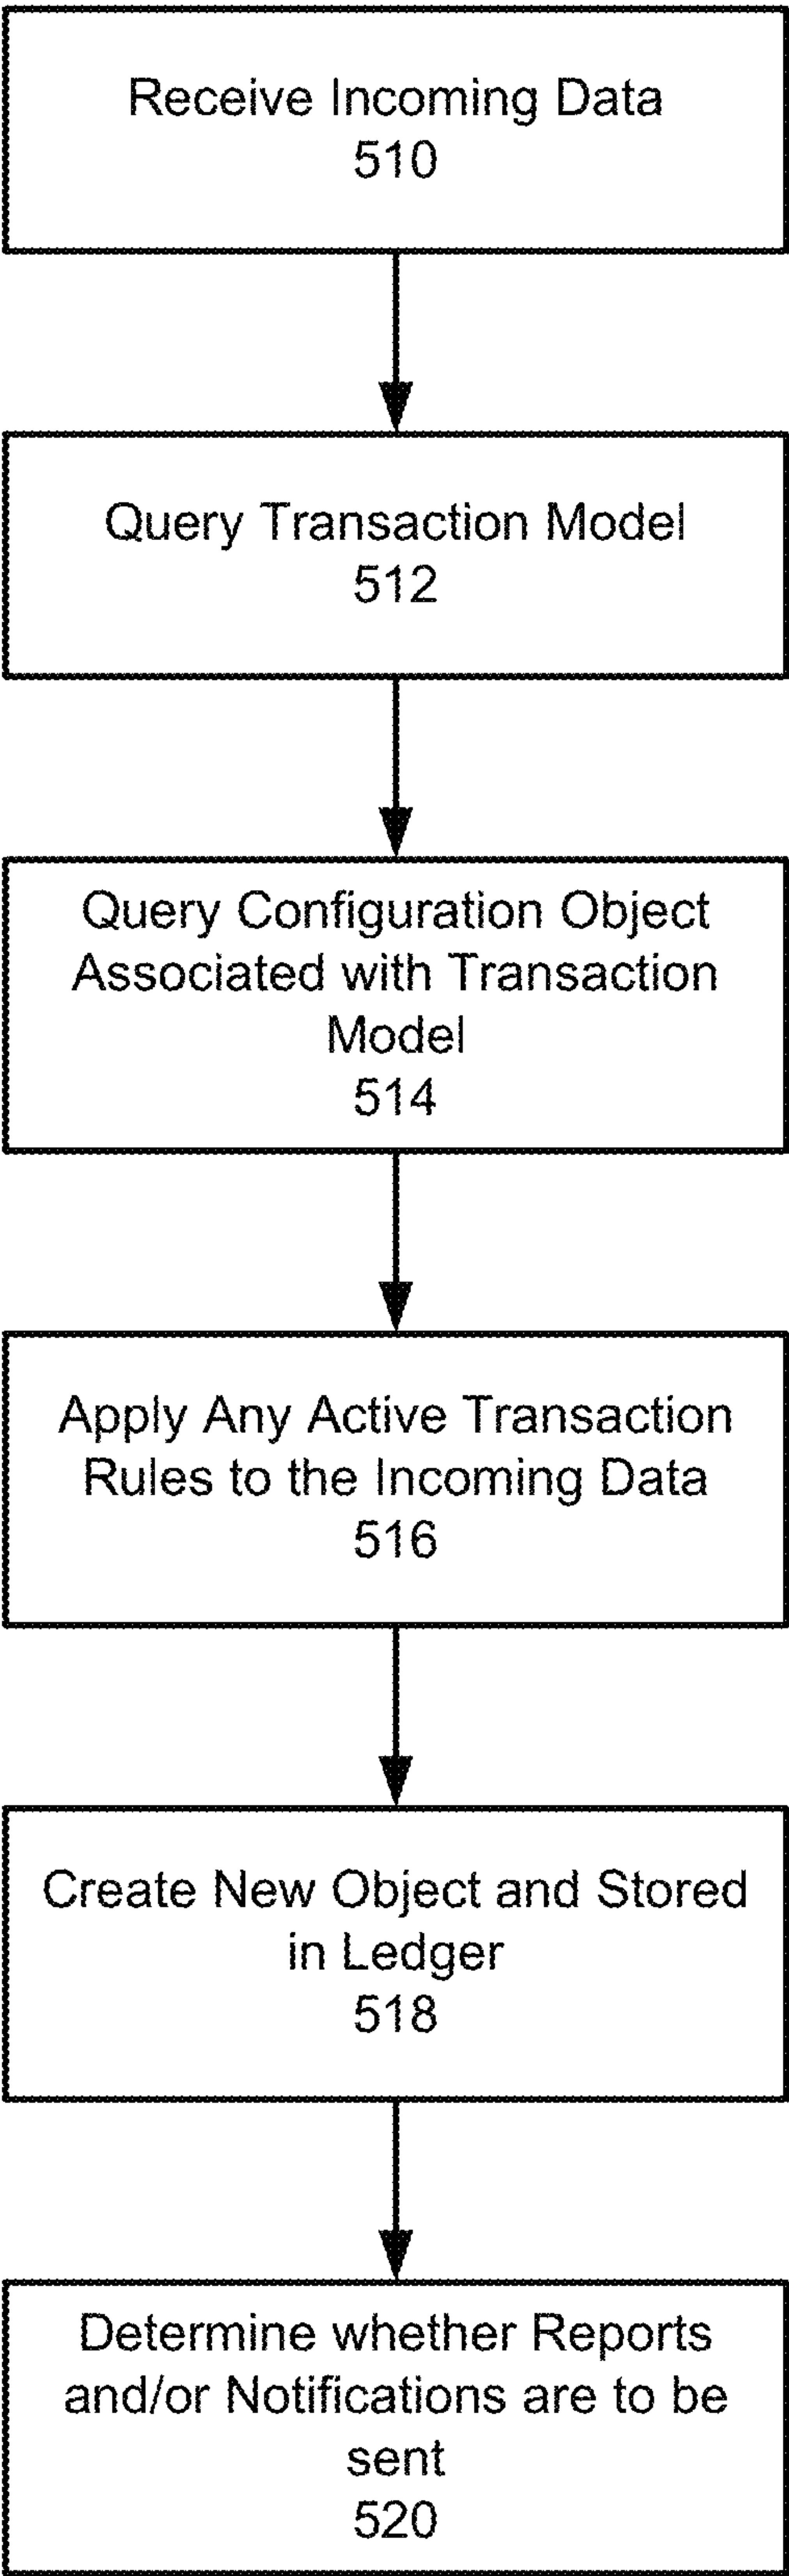 Receive Incoming Data
510
Query Transaction Model
512
Query Configuration Object
Associated with Transaction
Model
514
Apply Any Active Transaction
Rules to the Incoming Data
516
Create New Object and Stored
in Ledger
518
Determine whether Reports
and/or Notifications are to be
sent
520